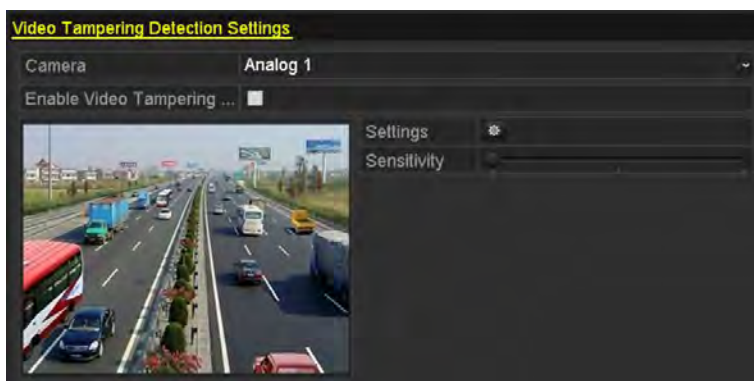 Video Tampering Detection Settings
Camera Analog 1
Enable Video Tampering ...
Settings
Sensitivity